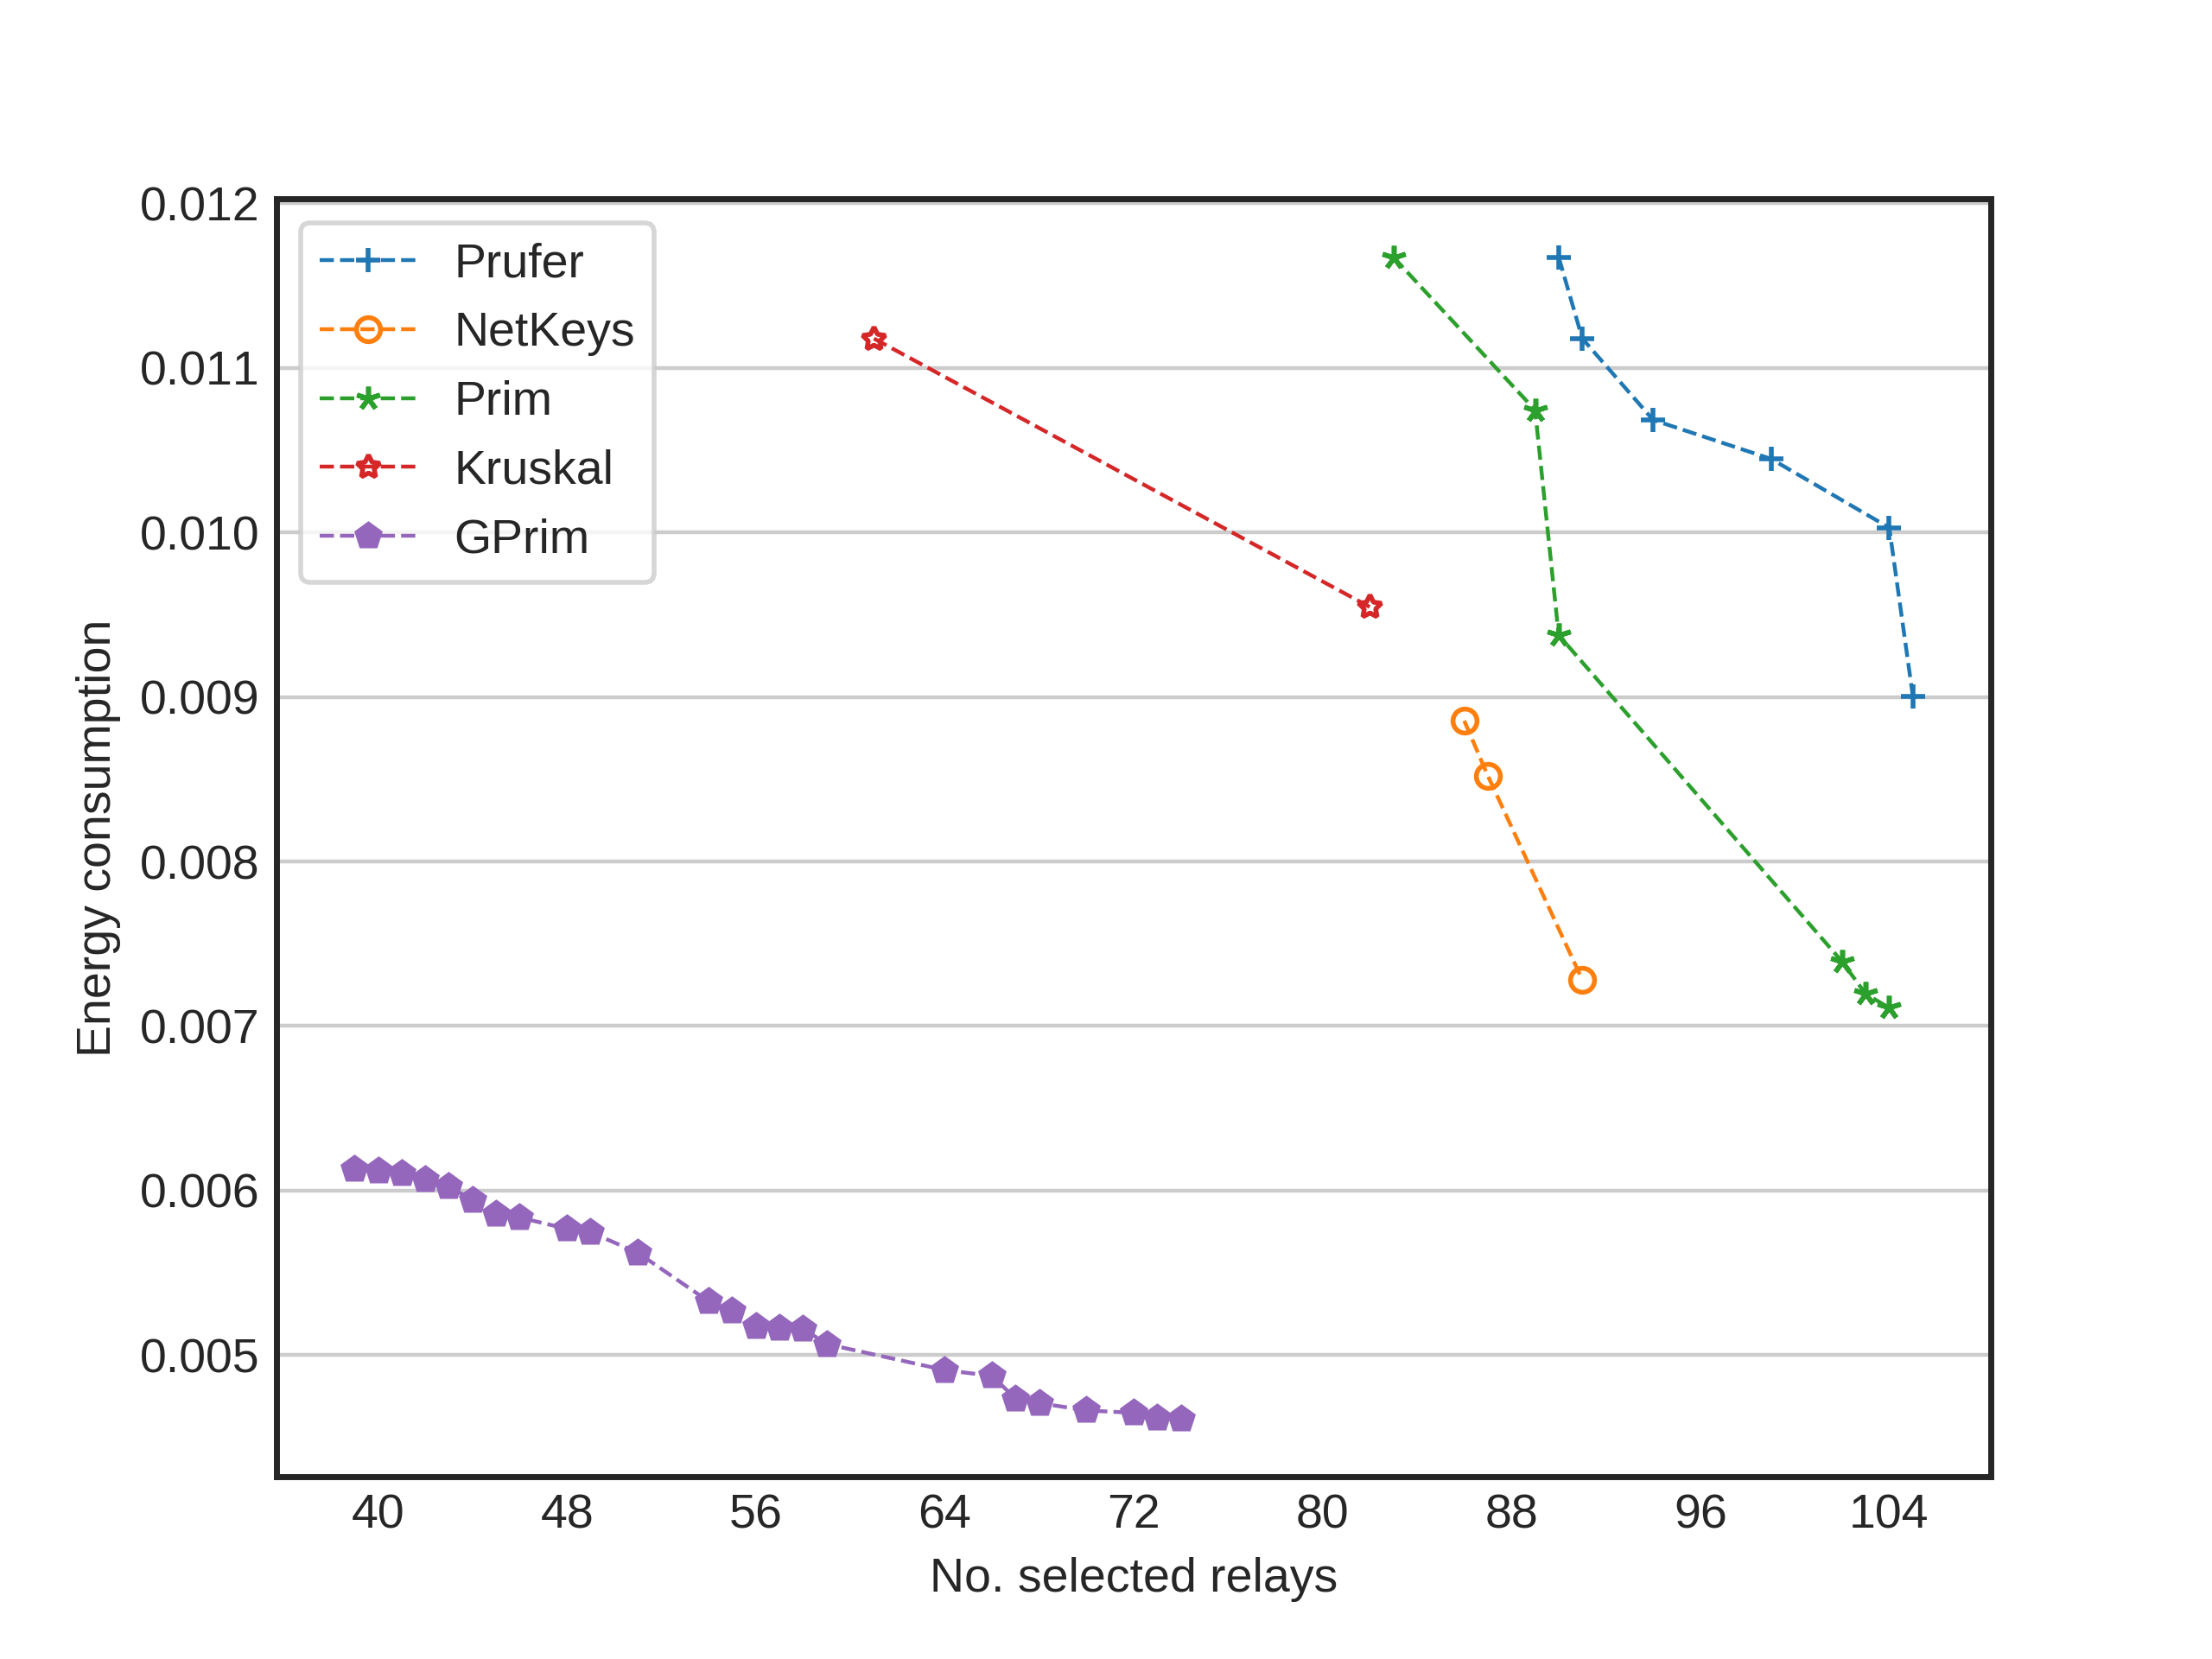 0.012
0.011
0.010
0.009
0.008
0.007
0.006
0.005
Energy consumption
Prufer
NetKeys
Prim
Kruskal
GPrim
40 48 56 64 72 80 88 96 104
No. selected relays